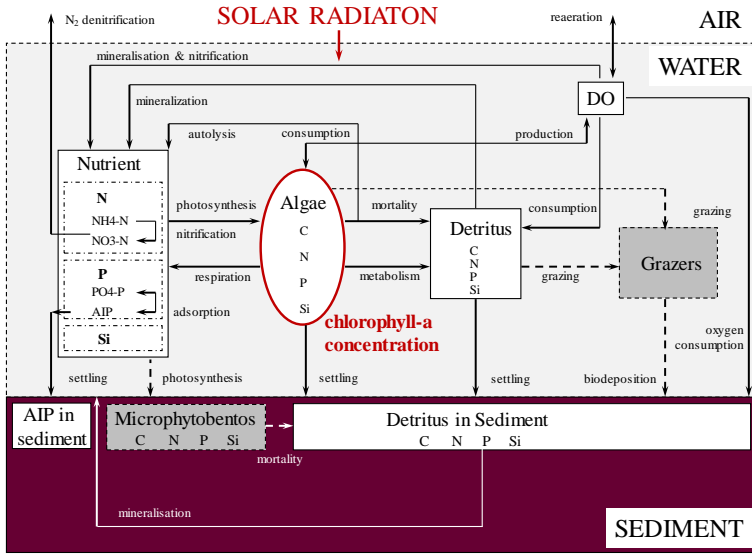 N₂ denitrification
SOLAR RADIATON
reaeration
AIR
mineralisation & nitrification
WATER
mineralization
DO
autolysis
consumption
production
Nutrient
N
NH4-N
NO3-N
photosynthesis
nitrification
Algae
C
N
P
Si
mortality
consumption
grazing
Detritus
C
N
P
Si
Grazers
respiration
metabolism
grazing
P
PO4-P
AIP
adsorption
Si
chlorophyll-a
concentration
oxygen
consumption
settling
photosynthesis
settling
settling
biodeposition
AIP in
sediment
Microphytobentos
C N P Si
Detritus in Sediment
C N P Si
mortality
mineralisation
SEDIMENT